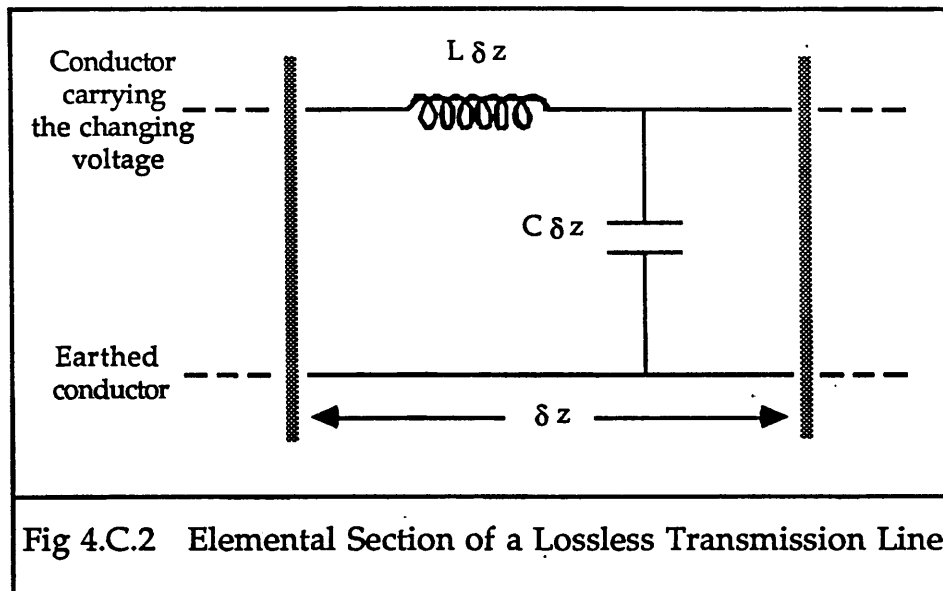 L δ z
Conductor
carrying
the changing
voltage
C δ z
Earthed
conductor
δ z
Fig 4.C.2 Elemental Section of a Lossless Transmission Line